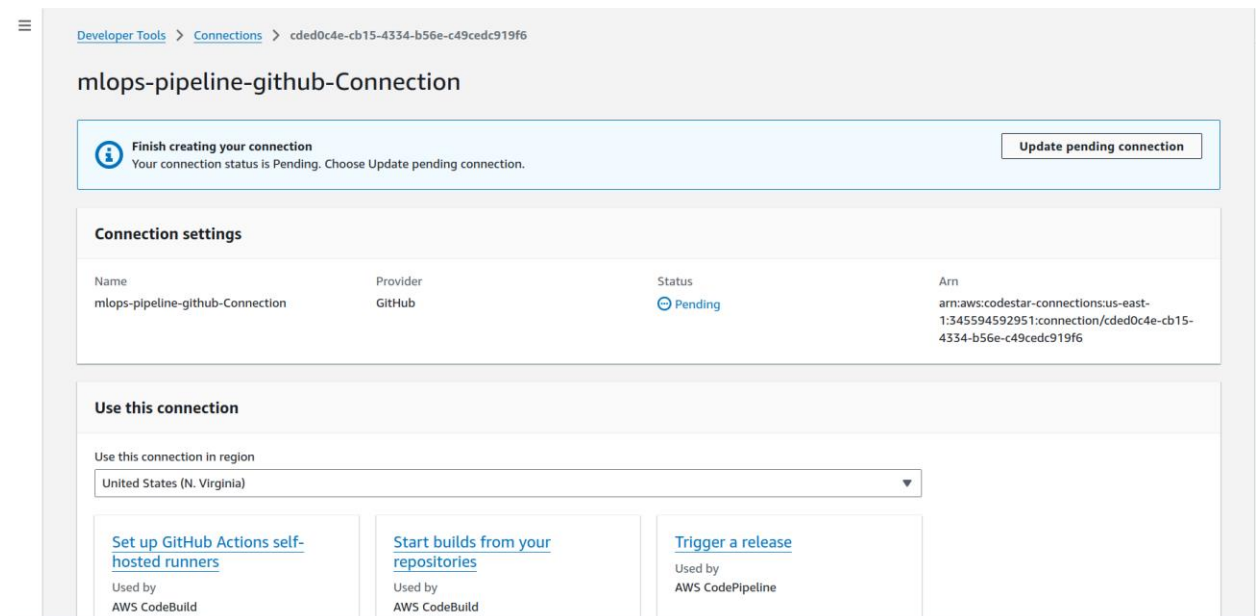 Developer Tools > Connections > cded0c4e-cb15-4334-b56e-c49cedc919f6
mlops-pipeline-github-Connection
Finish creating your connection
Your connection status is Pending. Choose Update pending connection.
Update pending connection
Connection settings
Name
mlops-pipeline-github-Connection
Provider
GitHub
Status
Pending
Arn
arn:aws:codestar-connections:us-east-
1:345594592951:connection/cded0c4e-cb15-
4334-b56e-c49cedc919f6
Use this connection
Use this connection in region
United States (N. Virginia)
Set up GitHub Actions self-
hosted runners
Used by
AWS CodeBuild
Start builds from your
repositories
Used by
AWS CodeBuild
Trigger a release
Used by
AWS CodePipeline